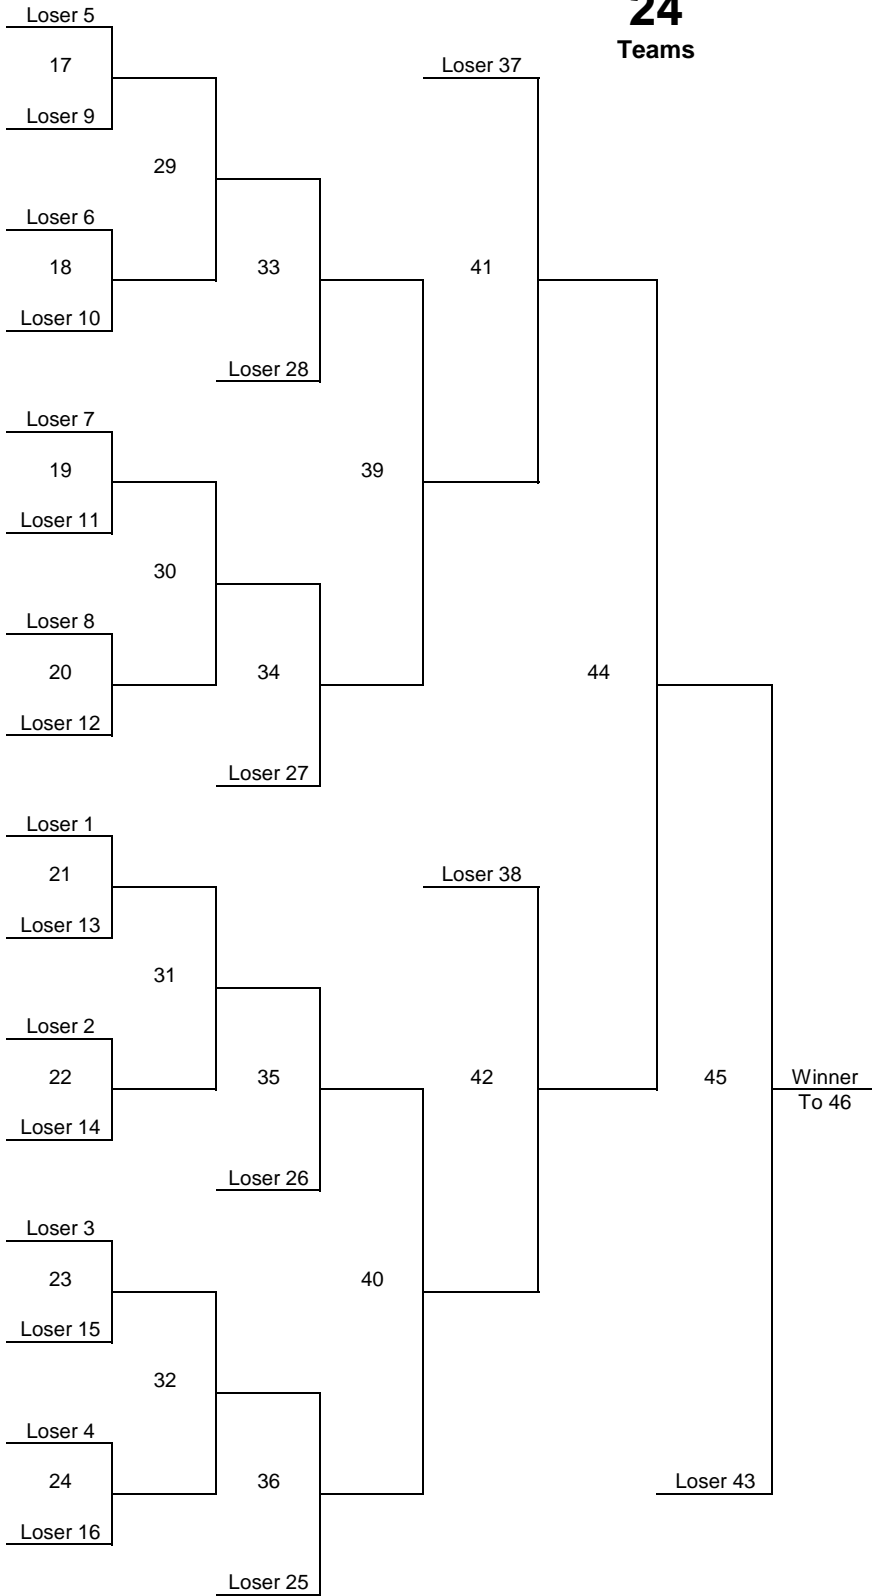 24
Teams
Loser 5
17
Loser 37
Loser 9
29
Loser 6
18
33
41
Loser 10
Loser 28
Loser 7
19
39
Loser 11
30
Loser 8
20
34
44
Loser 12
Loser 27
Loser 1
21
Loser 38
Loser 13
31
Loser 2
22
35
42
45
Winner
To 46
Loser 14
Loser 26
Loser 3
23
40
Loser 15
32
Loser 4
24
36
Loser 43
Loser 16
Loser 25